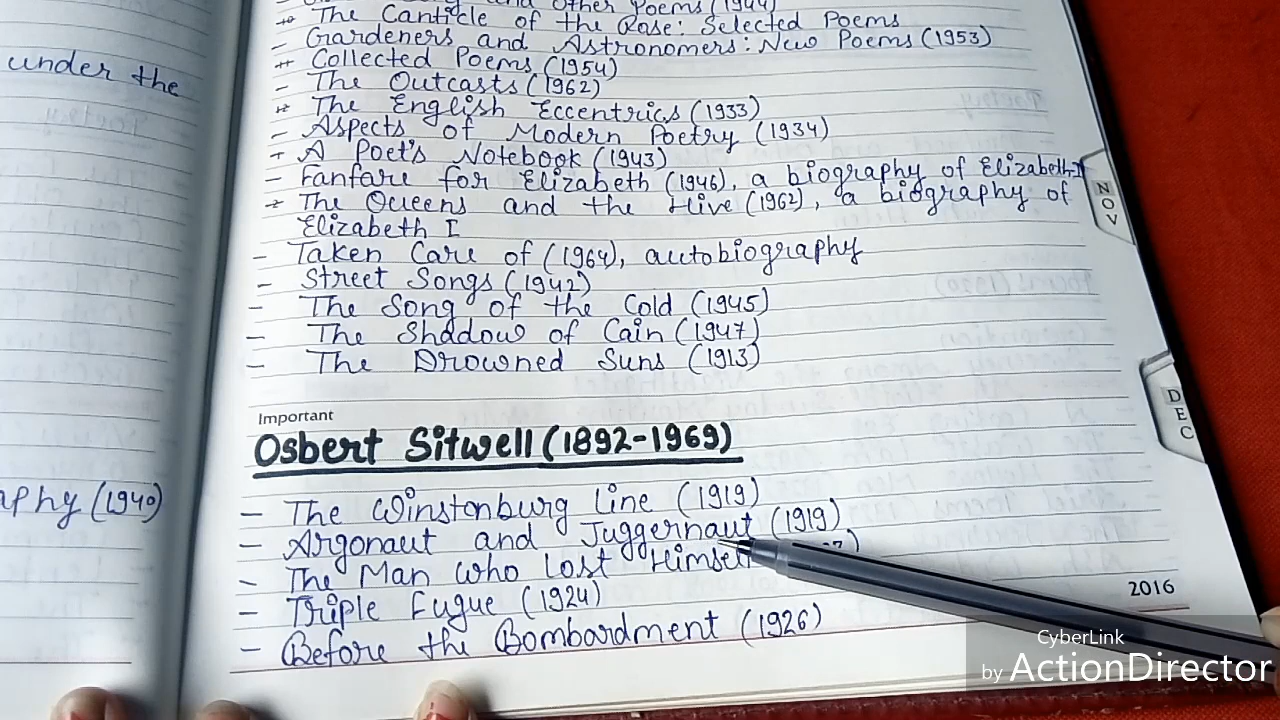 under the
aphy (1940)
Other Poems (1944)
The Canticle of the Rose: Selected Poems
- Gardeners and Astronomers: New Poems (1953)
- Collected Poems (1954)
- The Outcasts (1962)
- The English Eccentrics (1933)
- Aspects of Modern Poetry (1934)
- A Poet's Notebook (1943)
- Fanfare for Elizabeth (1946), a biography of Elizabeth I
- The Queens and the Hive (1962), a biography of
Elizabeth I
- Taken Care of (1964), autobiography
- Street Songs (1942)
- The Song of the Cold (1945)
- The Shadow of Cain (1947)
- The Drowned Suns (1913)
Important
Osbert Sitwell (1892-1969)
- The Winstonburg Line (1919)
- Argonaut and Juggernaut (1919)
- The Man Who Lost Himself
- Triple Fugue (1924)
- Before the Bombardment (1926)
NOV
DEC
2016
CyberLink
by ActionDirector